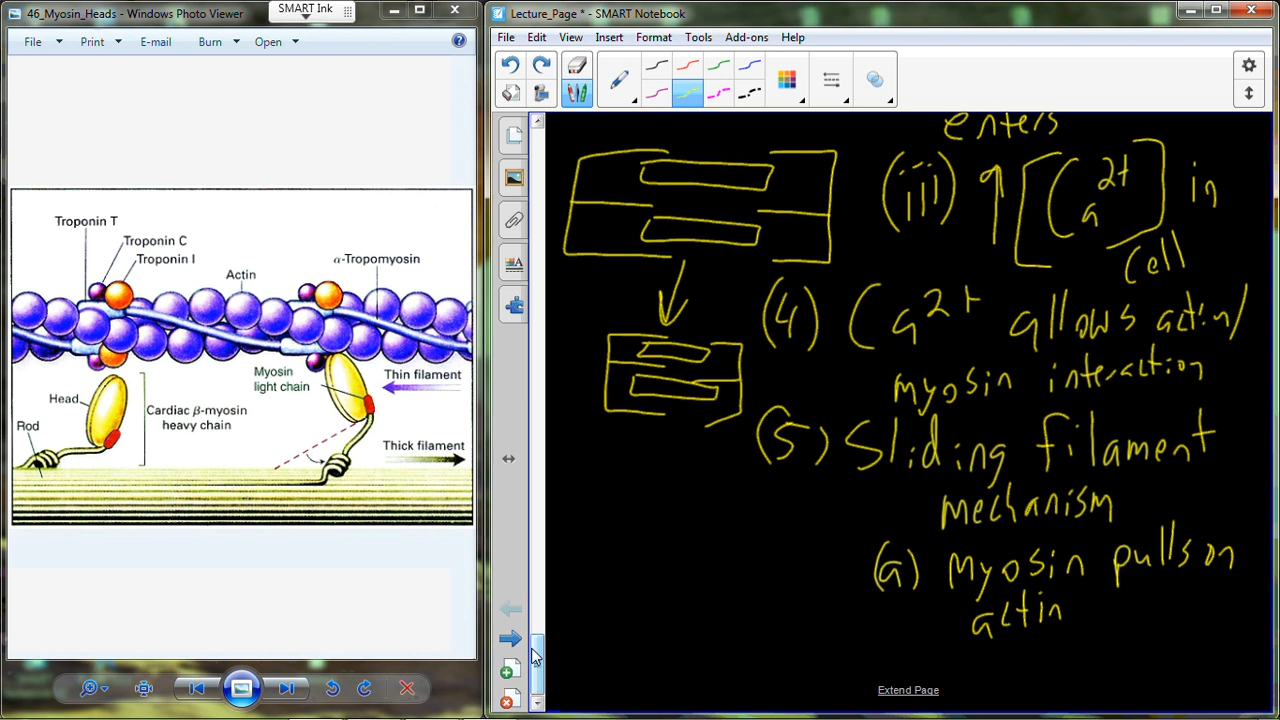 46_Myosin_Heads - Windows Photo Viewer
SMART Ink
File
Print
E-mail
Burn
Open
Troponin T
Troponin C
Troponin I
Actin
α-Tropomyosin
Myosin
light chain
Thin filament
Head
Cardiac β-myosin
heavy chain
Rod
Thick filament
Lecture_Page * - SMART Notebook
File Edit View Insert Format Tools Add-ons Help
enters
(iii) ↑ [Ca2+] in
cell
(4) Ca2+ allows actin/
myosin interaction
(5) Sliding filament
mechanism
(a) myosin pulls on
actin
Extend Page